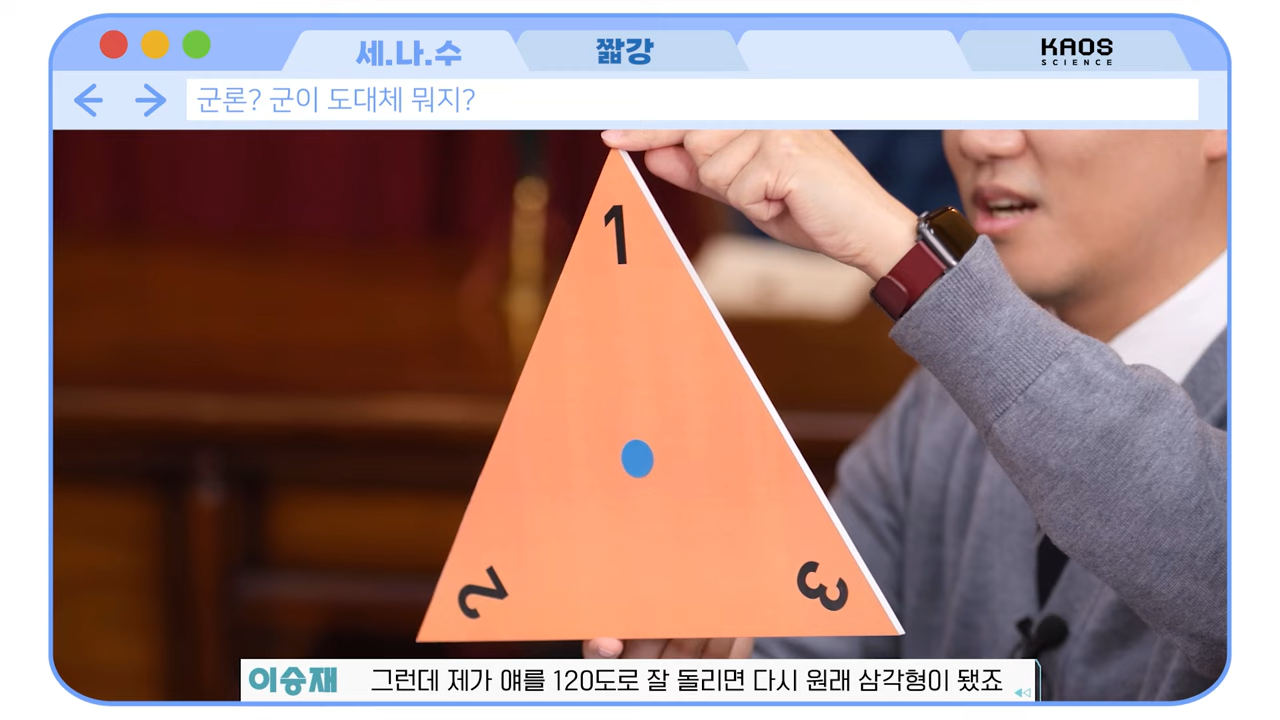 세.나.수
짧강
KAOS
SCIENCE
군론? 군이 도대체 뭐지?
1
2
3
이승재 그런데 제가 얘를 120도로 잘 돌리면 다시 원래 삼각형이 됐죠